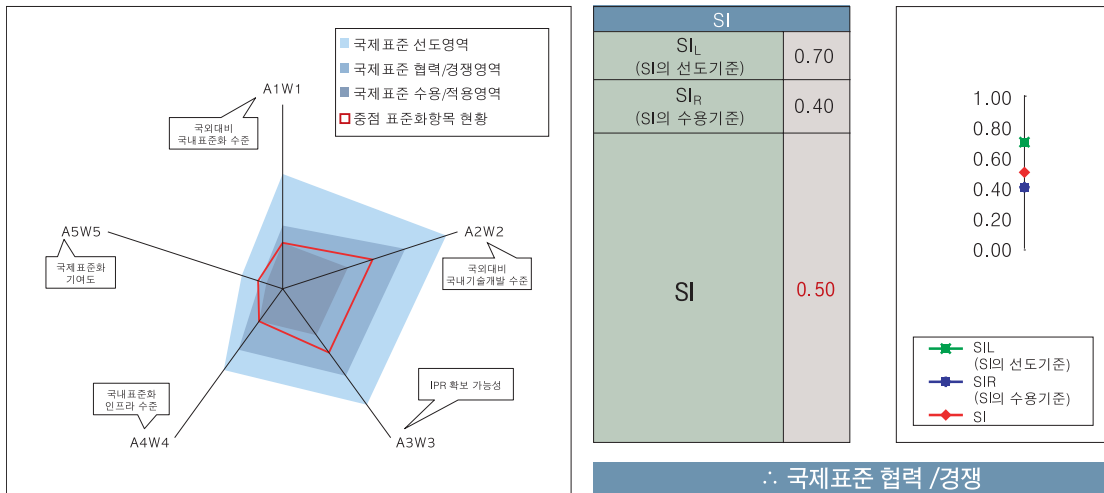 국제표준 선도영역
국제표준 협력/경쟁영역
국제표준 수용/적용영역
중점 표준화항목 현황
A1W1
국외대비
국내표준화 수준
A2W2
국외대비
국내기술개발 수준
IPR 확보 가능성
A3W3
국내표준화
인프라 수준
A4W4
A5W5
국제표준화
기여도
SI
SIL
(SI의 선도기준)
0.70
SIR
(SI의 수용기준)
0.40
SI
0.50
1.00
0.80
0.60
0.40
0.20
0.00
SIL
(SI의 선도기준)
SIR
(SI의 수용기준)
SI
∴ 국제표준 협력 /경쟁